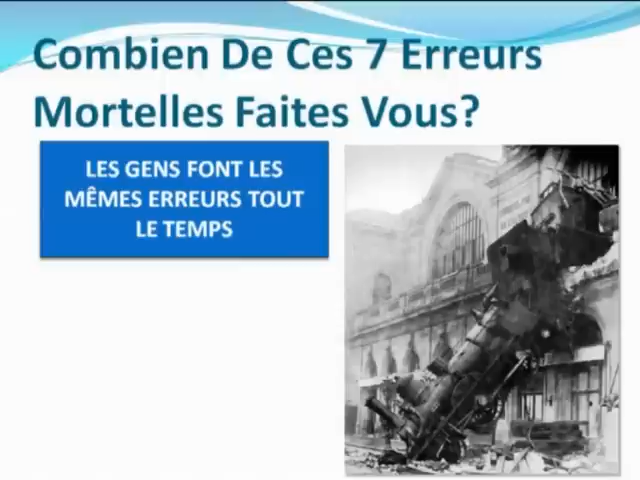 Combien De Ces 7 Erreurs
Mortelles Faites Vous?
LES GENS FONT LES
MÊMES ERREURS TOUT
LE TEMPS